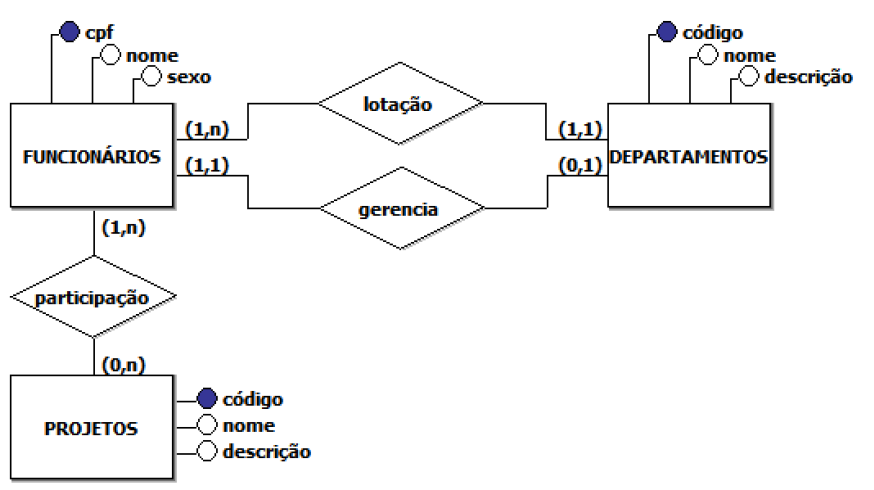 cpf
nome
sexo
código
nome
descrição
FUNCIONÁRIOS
(1,n)
lotação
(1,1)
DEPARTAMENTOS
(1,1)
gerencia
(0,1)
(1,n)
participação
(0,n)
PROJETOS
código
nome
descrição